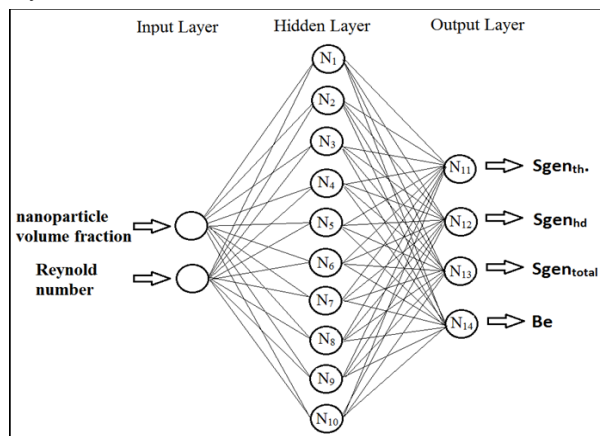 Input Layer
Hidden Layer
Output Layer
nanoparticle
volume fraction
Reynold
number
N1
N2
N3
N4
N5
N6
N7
N8
N9
N10
N11
N12
N13
N14
Sgenth.
Sgenhd
Sgentotal
Be